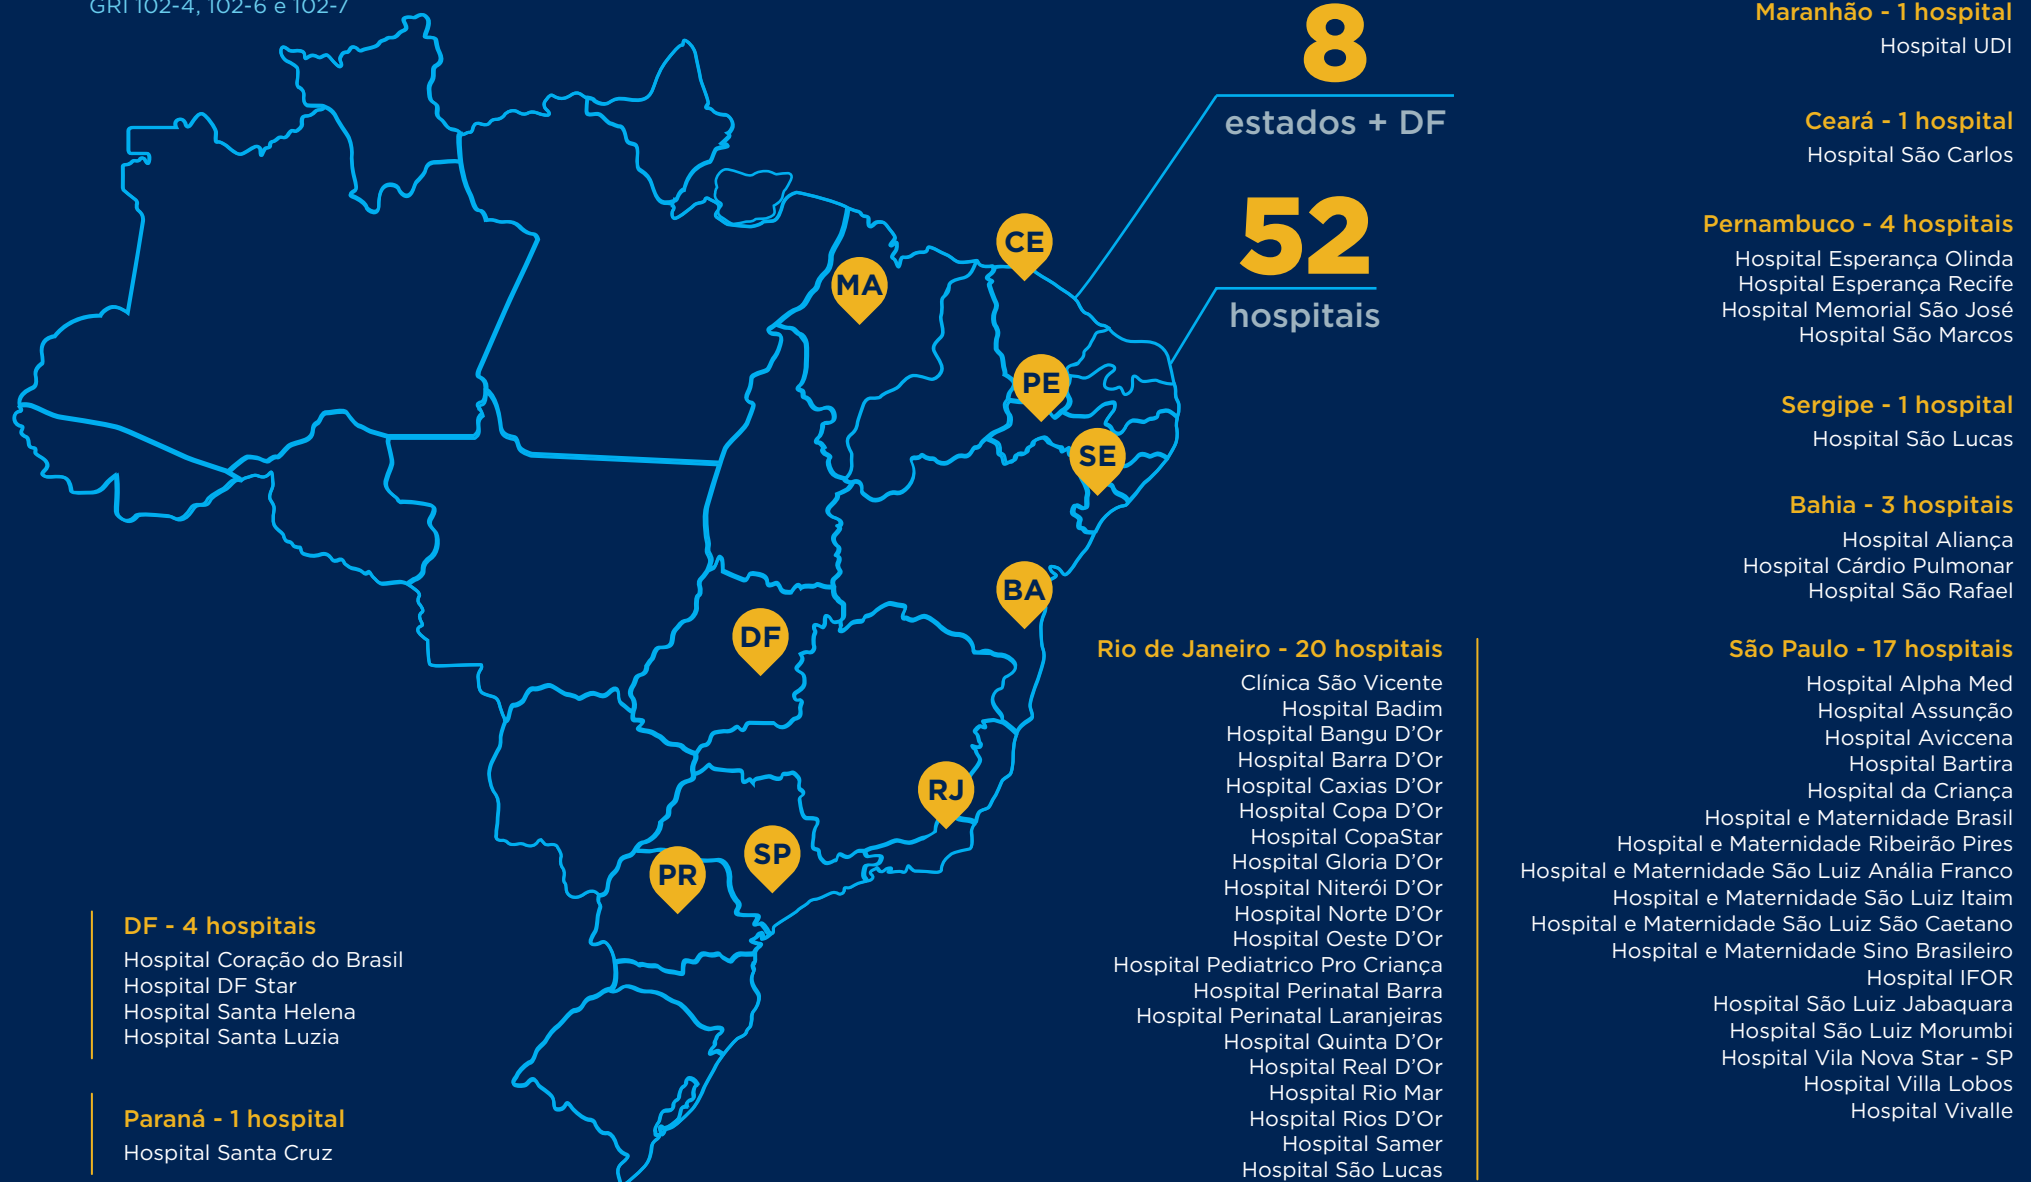 GRI 102-4, 102-6 e 102-7
8
estados + DF
52
hospitais
CE
MA
PE
SE
BA
DF
RJ
SP
PR
Maranhão - 1 hospital
Hospital UDI
Ceará - 1 hospital
Hospital São Carlos
Pernambuco - 4 hospitais
Hospital Esperança Olinda
Hospital Esperança Recife
Hospital Memorial São José
Hospital São Marcos
Sergipe - 1 hospital
Hospital São Lucas
Bahia - 3 hospitais
Hospital Aliança
Hospital Cárdio Pulmonar
Hospital São Rafael
Rio de Janeiro - 20 hospitais
Clínica São Vicente
Hospital Badim
Hospital Bangu D’Or
Hospital Barra D’Or
Hospital Caxias D’Or
Hospital Copa D’Or
Hospital CopaStar
Hospital Gloria D’Or
Hospital Niterói D’Or
Hospital Norte D’Or
Hospital Oeste D’Or
Hospital Pediatrico Pro Criança
Hospital Perinatal Barra
Hospital Perinatal Laranjeiras
Hospital Quinta D’Or
Hospital Real D’Or
Hospital Rio Mar
Hospital Rios D’Or
Hospital Samer
Hospital São Lucas
São Paulo - 17 hospitais
Hospital Alpha Med
Hospital Assunção
Hospital Aviccena
Hospital Bartira
Hospital da Criança
Hospital e Maternidade Brasil
Hospital e Maternidade Ribeirão Pires
Hospital e Maternidade São Luiz Anália Franco
Hospital e Maternidade São Luiz Itaim
Hospital e Maternidade São Luiz São Caetano
Hospital e Maternidade Sino Brasileiro
Hospital IFOR
Hospital São Luiz Jabaquara
Hospital São Luiz Morumbi
Hospital Vila Nova Star - SP
Hospital Villa Lobos
Hospital Vivalle
DF - 4 hospitais
Hospital Coração do Brasil
Hospital DF Star
Hospital Santa Helena
Hospital Santa Luzia
Paraná - 1 hospital
Hospital Santa Cruz